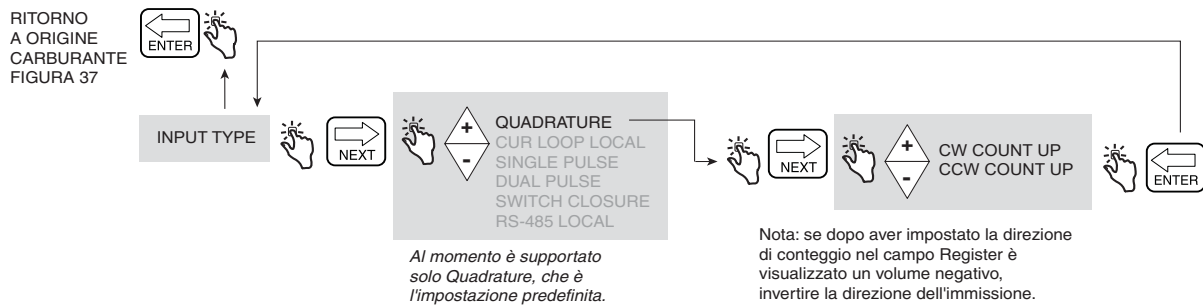 RITORNO
A ORIGINE
CARBURANTE
FIGURA 37
ENTER
INPUT TYPE
NEXT
+
-
QUADRATURE
CUR LOOP LOCAL
SINGLE PULSE
DUAL PULSE
SWITCH CLOSURE
RS-485 LOCAL
Al momento è supportato
solo Quadrature, che è
l'impostazione predefinita.
NEXT
+
-
CW COUNT UP
CCW COUNT UP
ENTER
Nota: se dopo aver impostato la direzione
di conteggio nel campo Register è
visualizzato un volume negativo,
invertire la direzione dell'immissione.